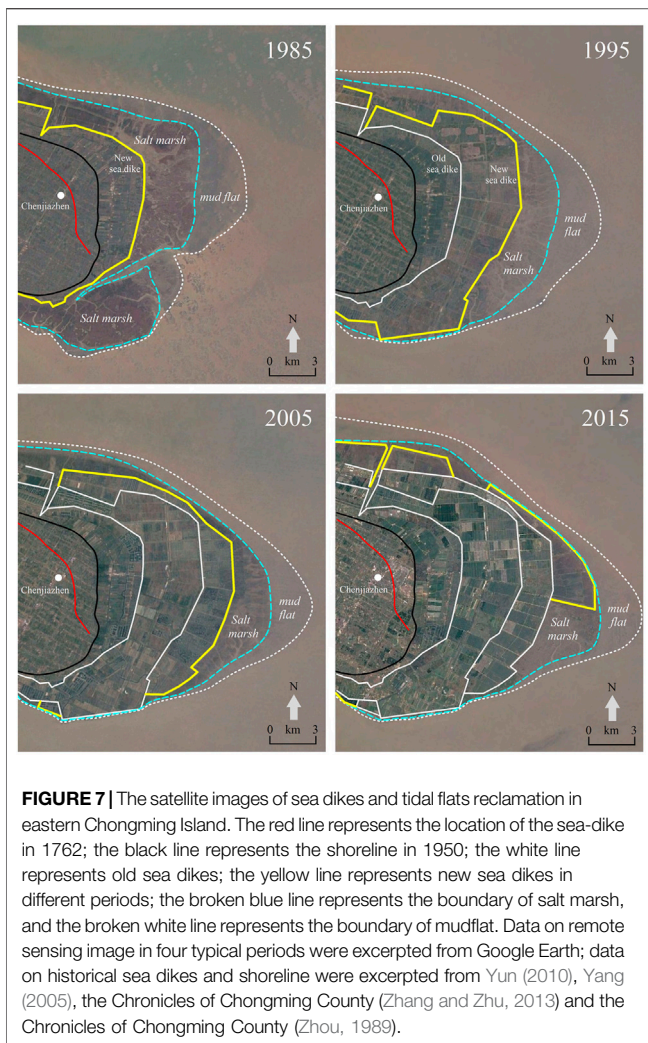 1985
Salt marsh
New
sea dike
mud flat
Chenjiazhen
Salt marsh
N
0 km 3
1995
Old
sea dike
New
sea dike
mud
flat
Chenjiazhen
Salt
marsh
N
0 km 3
2005
Chenjiazhen
Salt
marsh
mud
flat
N
0 km 3
2015
Chenjiazhen
Salt
marsh
mud
flat
N
0 km 3
FIGURE 7 | The satellite images of sea dikes and tidal flats reclamation in
eastern Chongming Island. The red line represents the location of the sea-dike
in 1762; the black line represents the shoreline in 1950; the white line
represents old sea dikes; the yellow line represents new sea dikes in
different periods; the broken blue line represents the boundary of salt marsh,
and the broken white line represents the boundary of mudflat. Data on remote
sensing image in four typical periods were excerpted from Google Earth; data
on historical sea dikes and shoreline were excerpted from Yun (2010), Yang
(2005), the Chronicles of Chongming County (Zhang and Zhu, 2013) and the
Chronicles of Chongming County (Zhou, 1989).